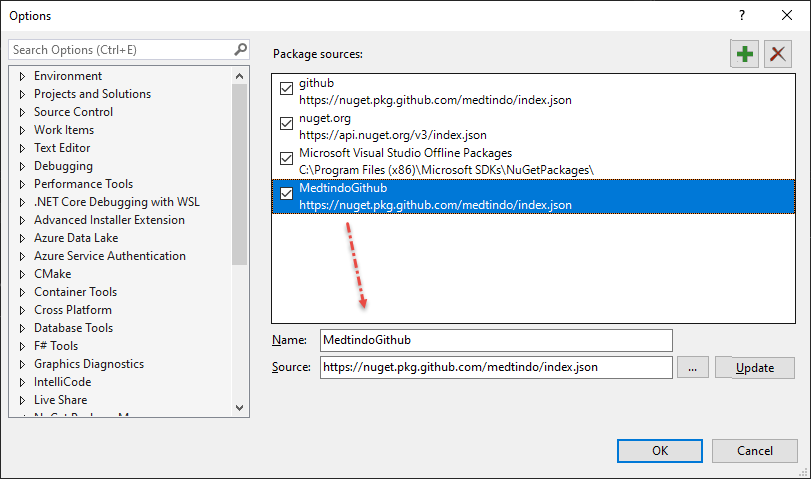 Options
?
Search Options (Ctrl+E)
Environment
Projects and Solutions
Source Control
Work Items
Text Editor
Debugging
Performance Tools
.NET Core Debugging with WSL
Advanced Installer Extension
Azure Data Lake
Azure Service Authentication
CMake
Container Tools
Cross Platform
Database Tools
F# Tools
Graphics Diagnostics
IntelliCode
Live Share
Package sources:
github
https://nuget.pkg.github.com/medtindo/index.json
nuget.org
https://api.nuget.org/v3/index.json
Microsoft Visual Studio Offline Packages
C:\Program Files (x86)\Microsoft SDKs\NuGetPackages\
MedtindoGithub
https://nuget.pkg.github.com/medtindo/index.json
Name: MedtindoGithub
Source: https://nuget.pkg.github.com/medtindo/index.json ... Update
OK Cancel